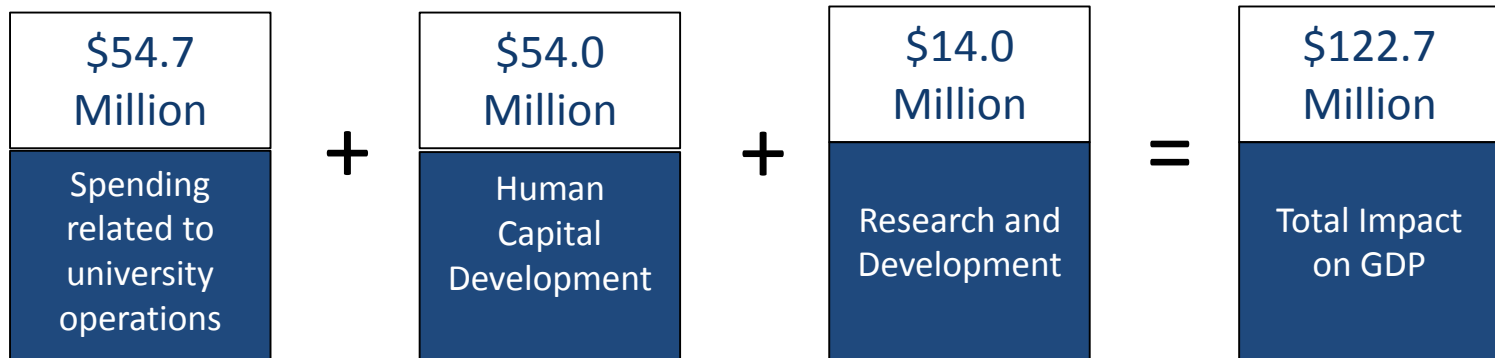 $54.7
Million
Spending
related to
university
operations
+
$54.0
Million
Human
Capital
Development
+
$14.0
Million
Research and
Development
=
$122.7
Million
Total Impact
on GDP